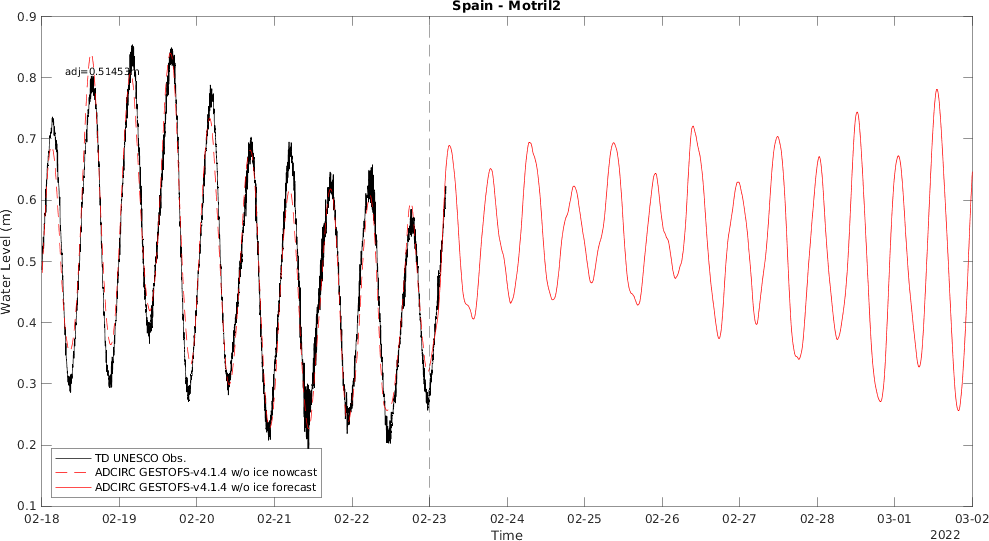 Spain - Motril2
adj=0.51453m
Water Level (m)
0.9
0.8
0.7
0.6
0.5
0.4
0.3
0.2
0.1
TD UNESCO Obs.
ADCIRC GESTOFS-v4.1.4 w/o ice nowcast
ADCIRC GESTOFS-v4.1.4 w/o ice forecast
02-18 02-19 02-20 02-21 02-22 02-23 02-24 02-25 02-26 02-27 02-28 03-01 03-02
Time
2022